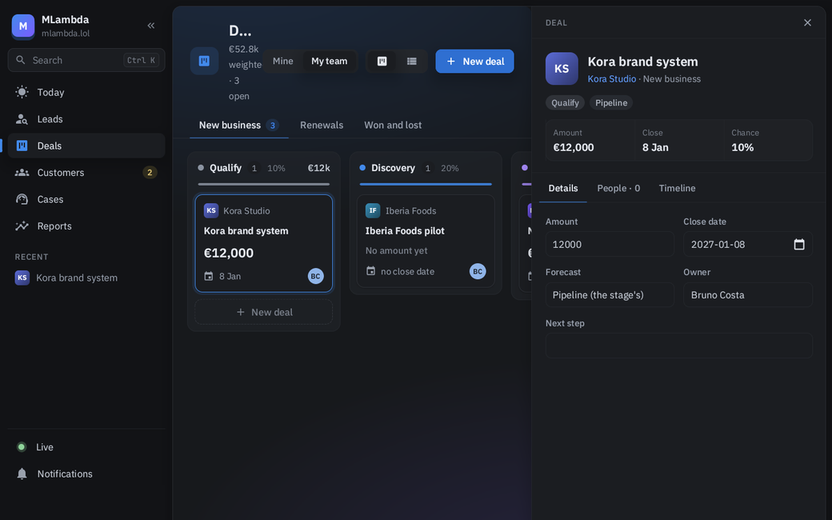 M
MLambda
mlambda.lol
Search
Ctrl K
Today
Leads
Deals
Customers
2
Cases
Reports
RECENT
KS
Kora brand system
Live
Notifications
D...
€52.8k
weighte
· 3
open
Mine
My team
New deal
New business
3
Renewals
Won and lost
Qualify
1
10%
€12k
KS
Kora Studio
Kora brand system
€12,000
8 Jan
BC
New deal
Discovery
1
20%
IF
Iberia Foods
Iberia Foods pilot
No amount yet
no close date
BC
DEAL
KS
Kora brand system
Kora Studio · New business
Qualify
Pipeline
Amount
€12,000
Close
8 Jan
Chance
10%
Details
People · 0
Timeline
Amount
12000
Close date
2027-01-08
Forecast
Pipeline (the stage's)
Owner
Bruno Costa
Next step